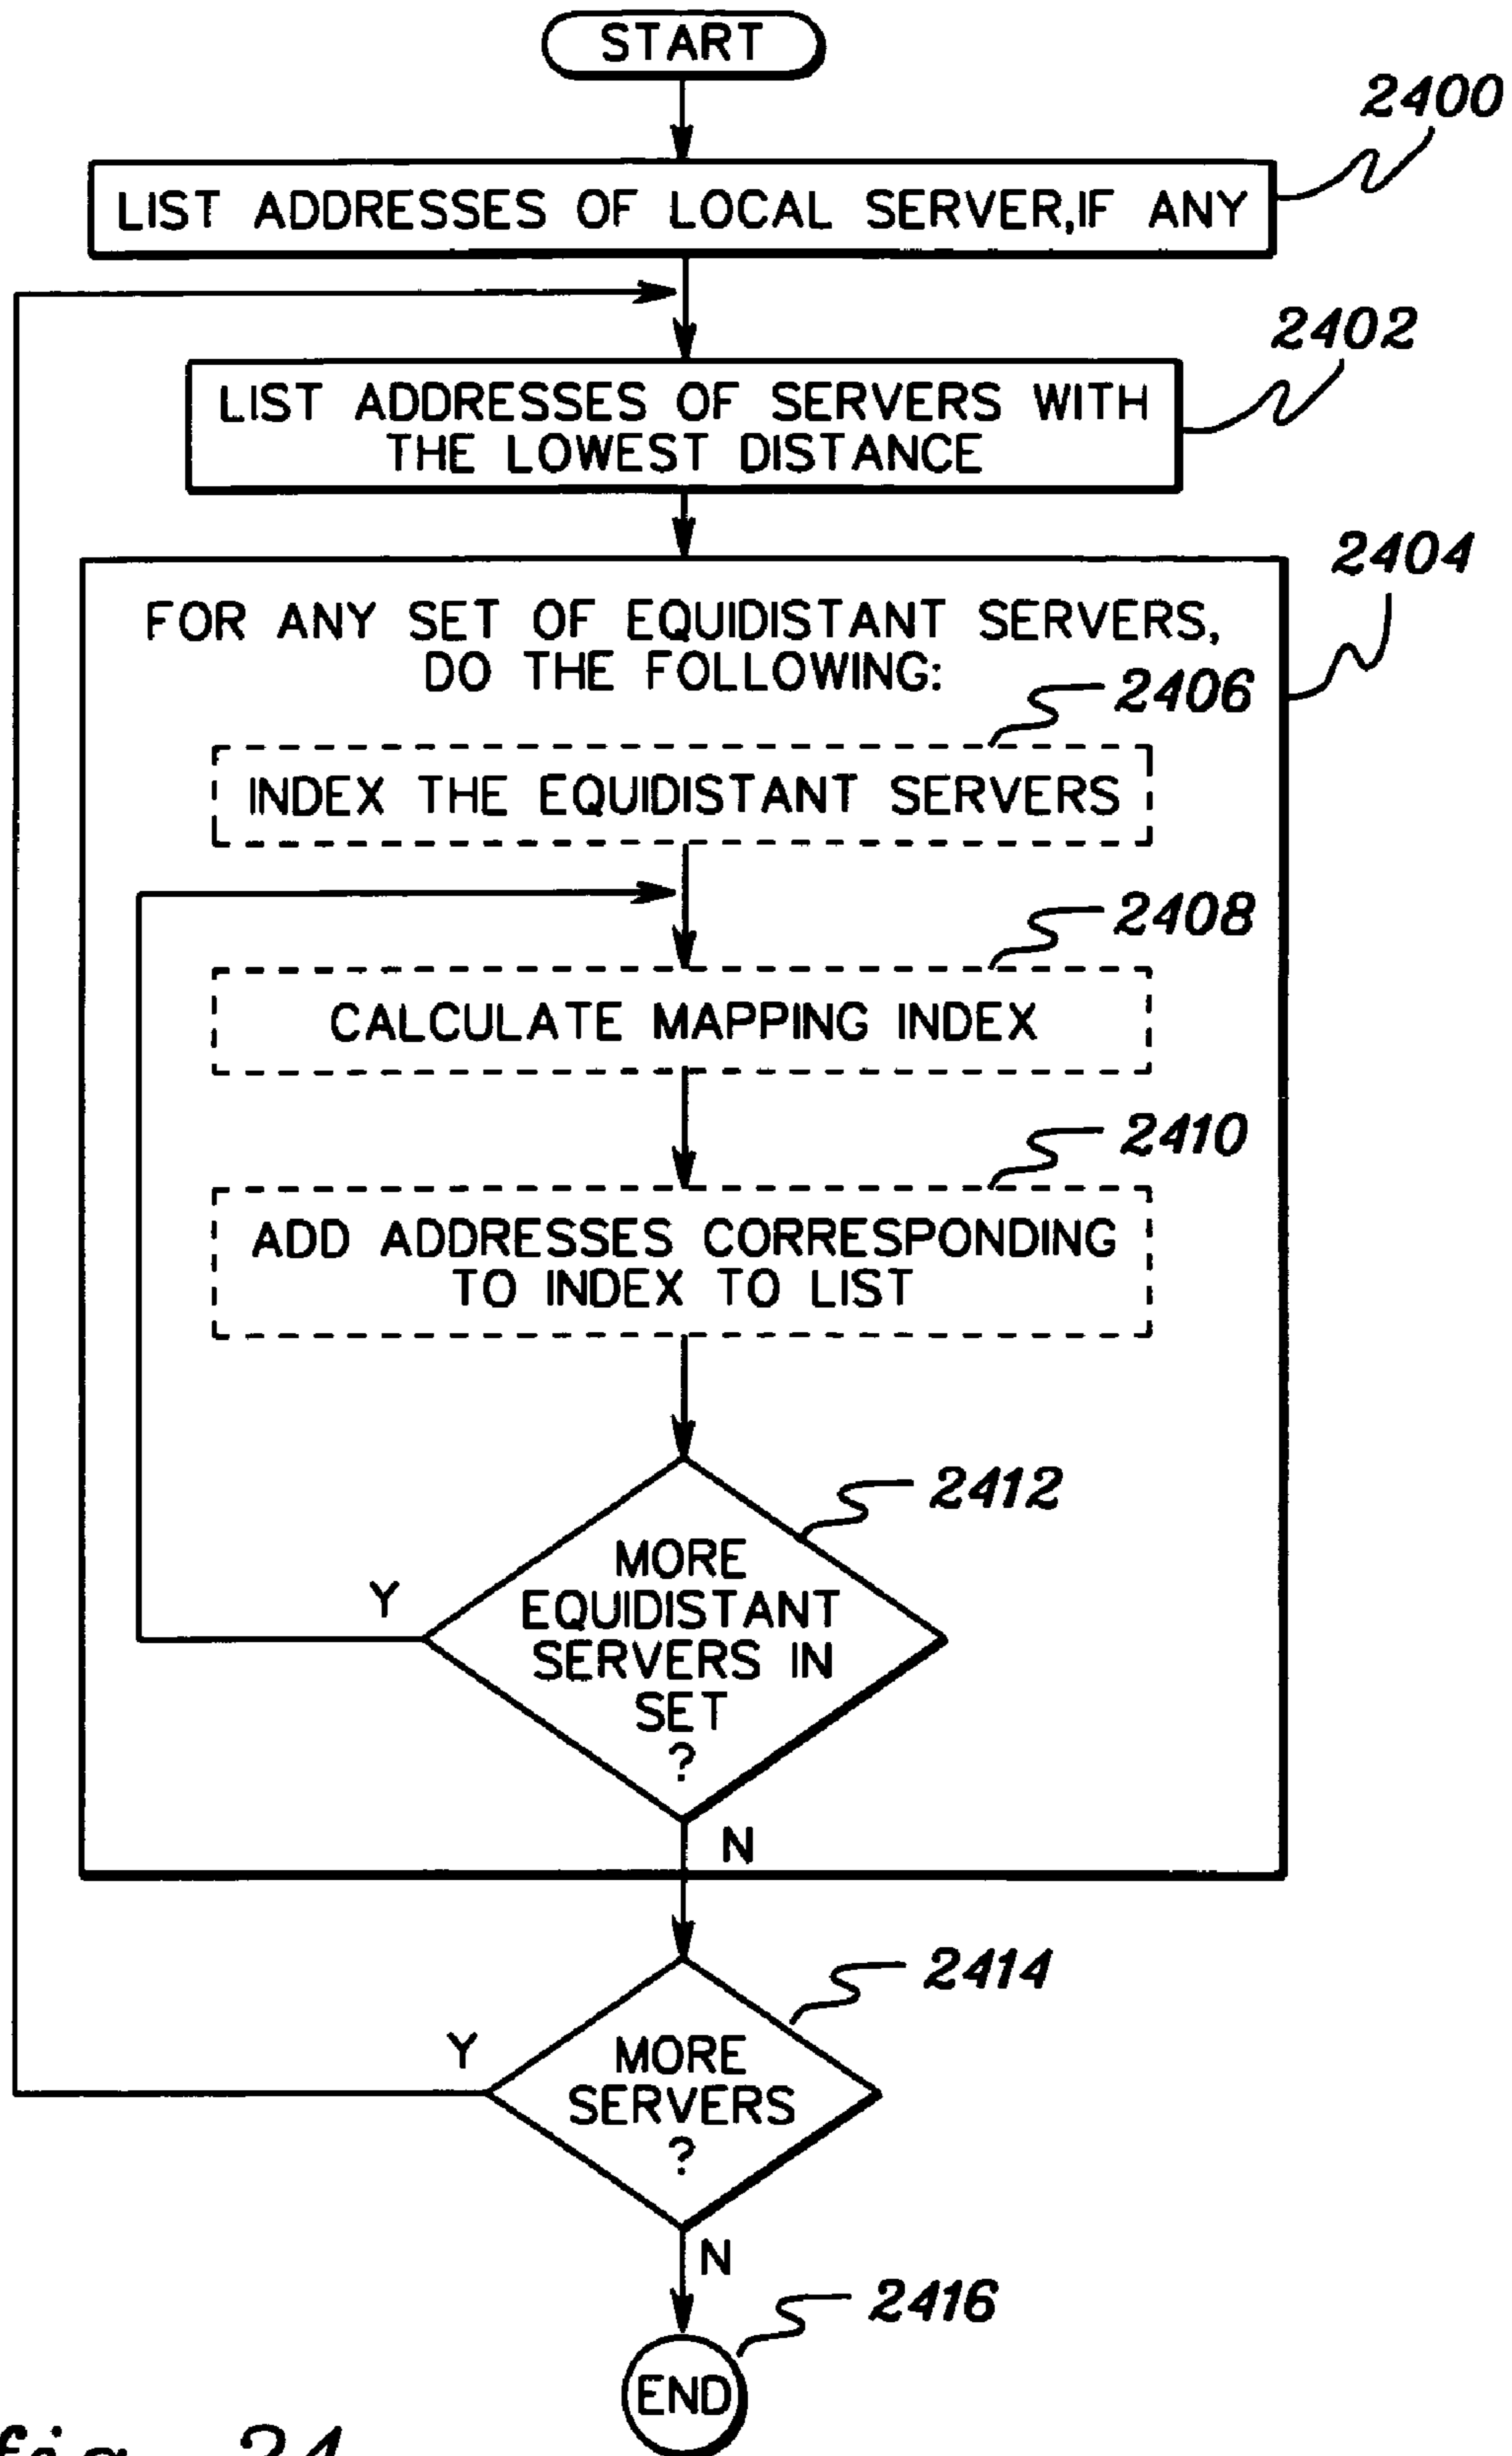 START
2400
LIST ADDRESSES OF LOCAL SERVER,IF ANY
2402
LIST ADDRESSES OF SERVERS WITH
THE LOWEST DISTANCE
2404
FOR ANY SET OF EQUIDISTANT SERVERS,
DO THE FOLLOWING:
2406
INDEX THE EQUIDISTANT SERVERS
2408
CALCULATE MAPPING INDEX
2410
ADD ADDRESSES CORRESPONDING
TO INDEX TO LIST
2412
MORE
EQUIDISTANT
SERVERS IN
SET
?
Y
N
2414
MORE
SERVERS
?
Y
N
2416
END
fig. 24